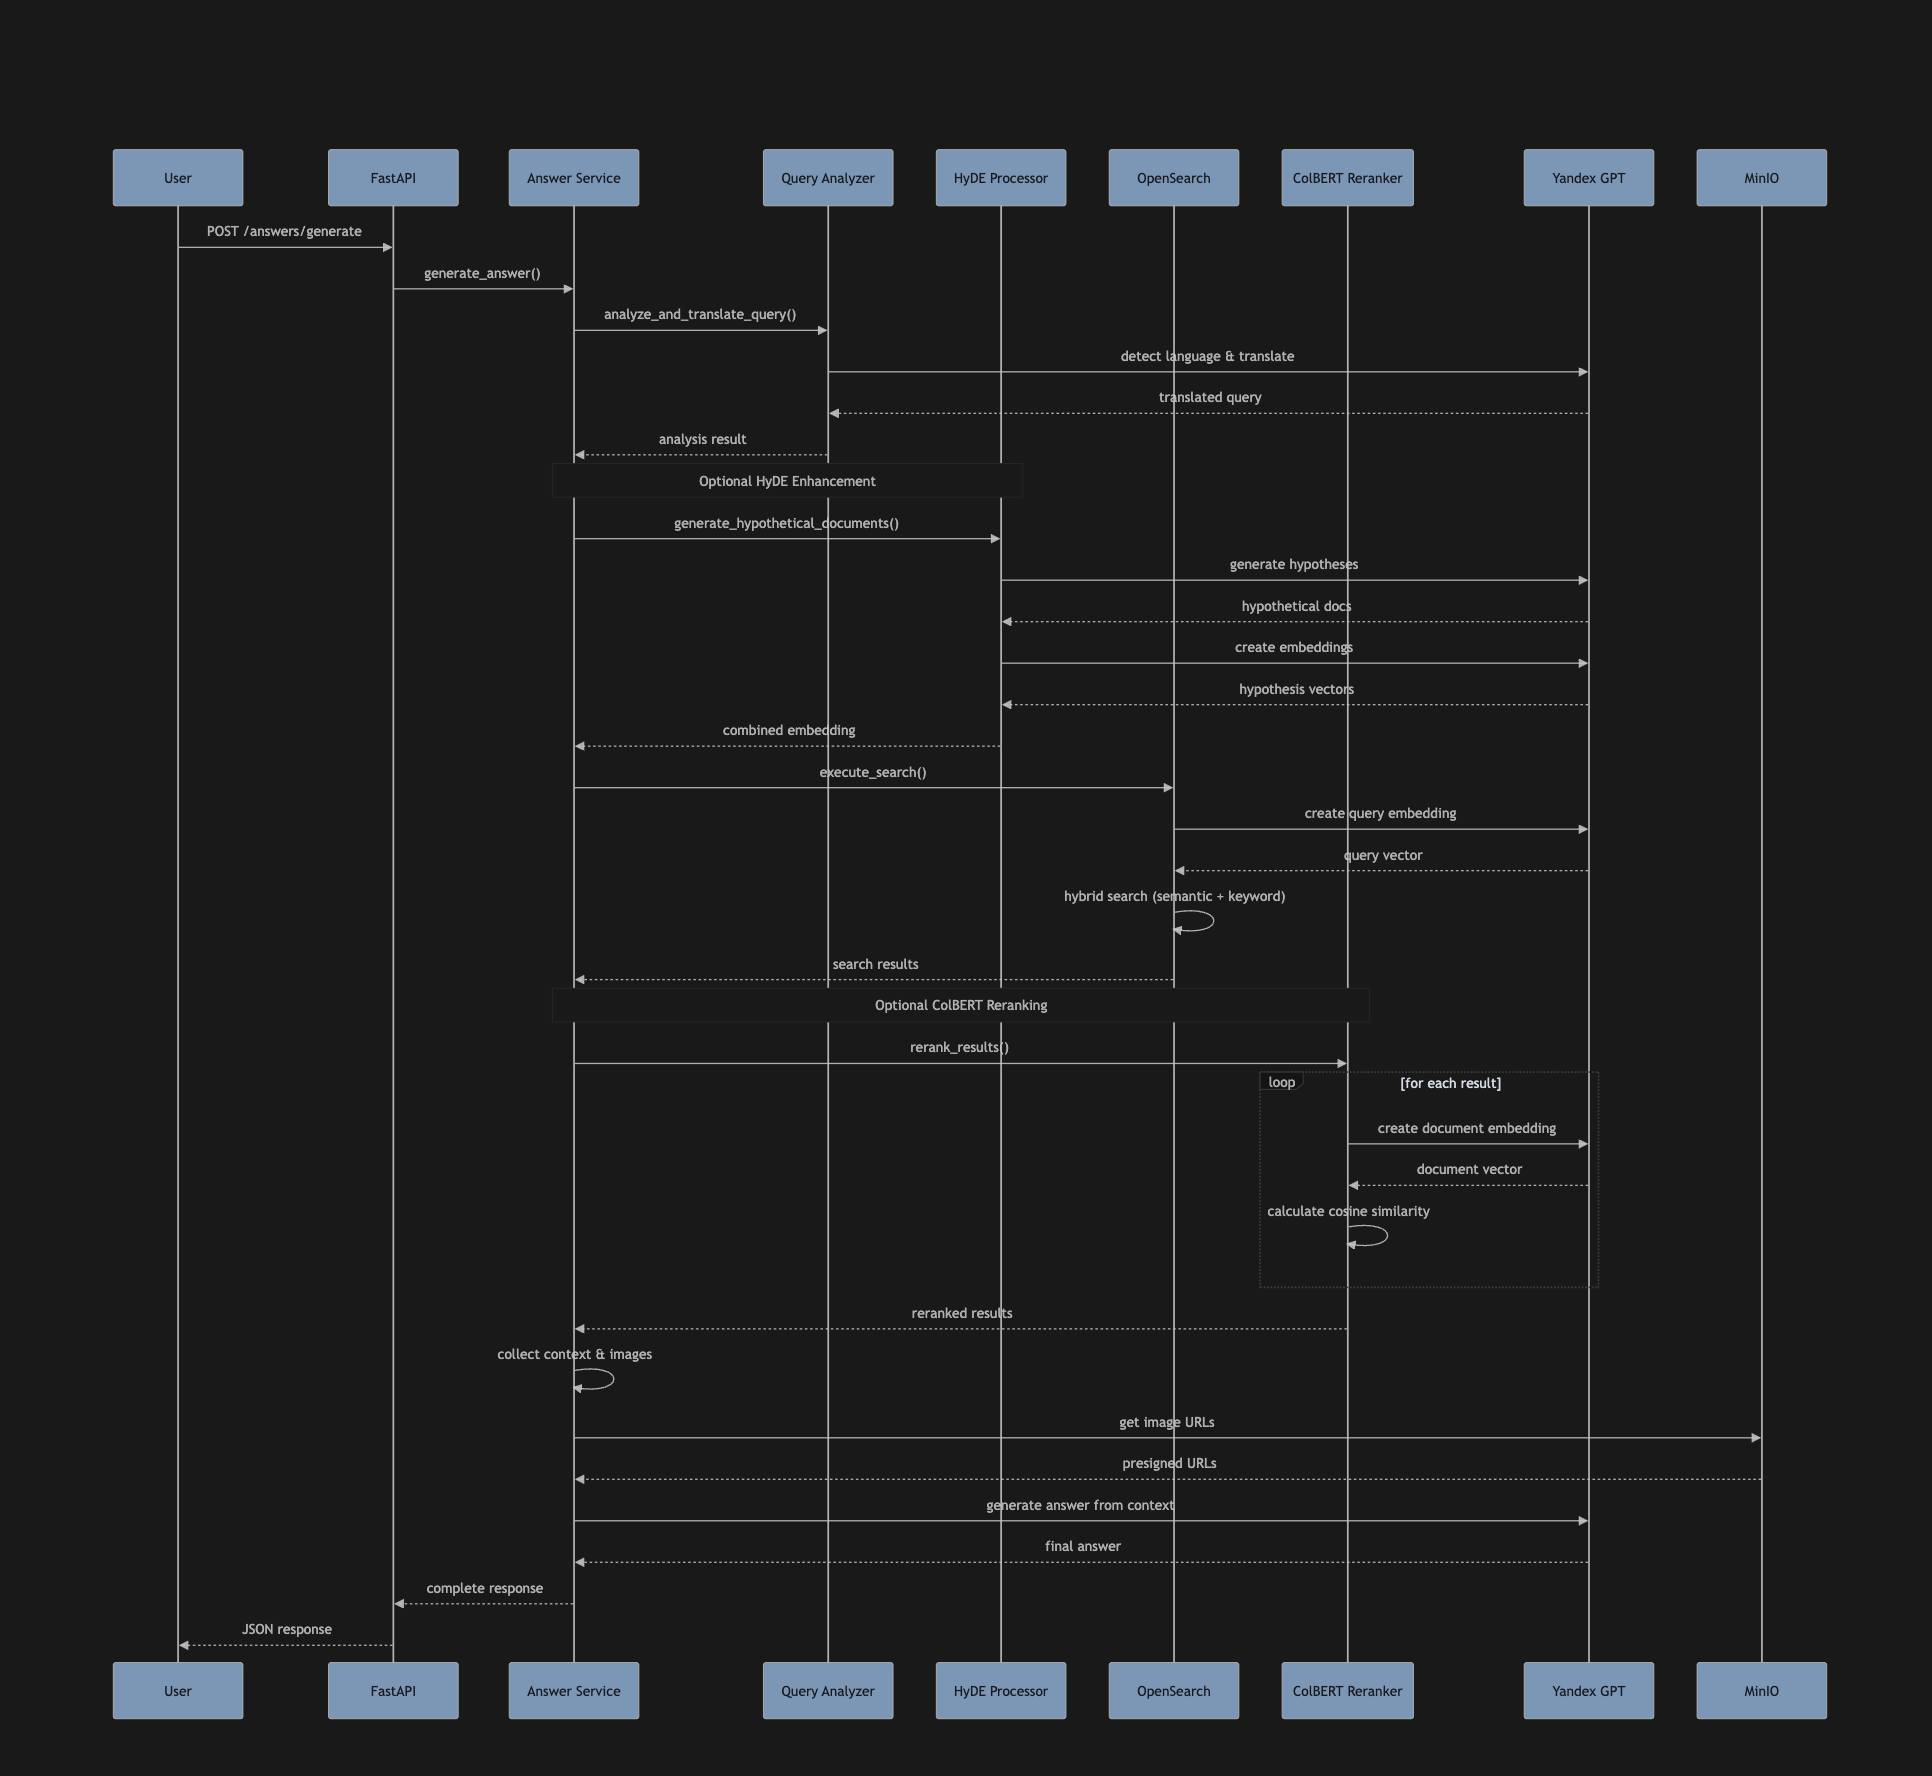 User
FastAPI
Answer Service
Query Analyzer
HyDE Processor
OpenSearch
ColBERT Reranker
Yandex GPT
MinIO
POST /answers/generate
generate_answer()
analyze_and_translate_query()
detect language & translate
translated query
analysis result
Optional HyDE Enhancement
generate_hypothetical_documents()
generate hypotheses
hypothetical docs
create embeddings
hypothesis vectors
combined embedding
execute_search()
create query embedding
query vector
hybrid search (semantic + keyword)
search results
Optional ColBERT Reranking
rerank_results()
loop
[for each result]
create document embedding
document vector
calculate cosine similarity
reranked results
collect context & images
get image URLs
presigned URLs
generate answer from context
final answer
complete response
JSON response
User
FastAPI
Answer Service
Query Analyzer
HyDE Processor
OpenSearch
ColBERT Reranker
Yandex GPT
MinIO